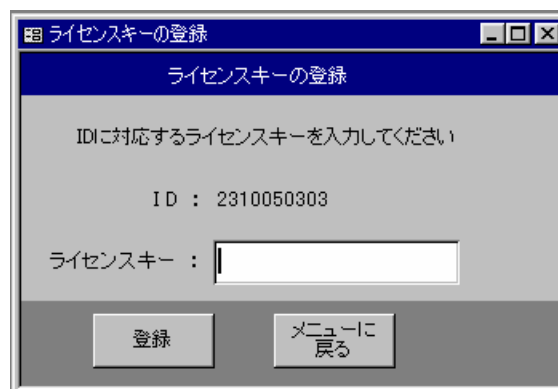 ライセンスキーの登録
ライセンスキーの登録
IDに対応するライセンスキーを入力してください
ID : 2310050303
ライセンスキー :
登録
メニューに
戻る